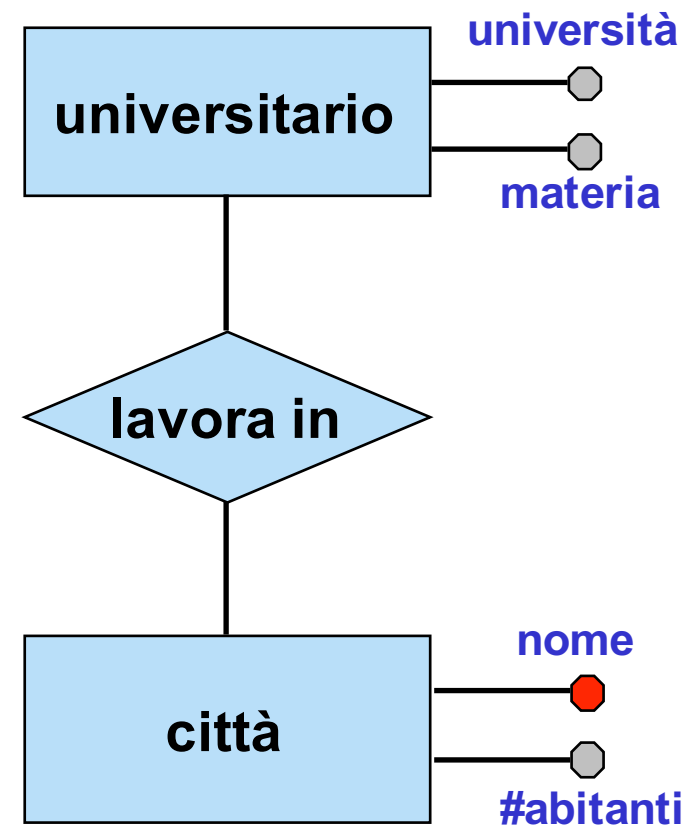 università
universitario
materia
lavora in
nome
città
#abitanti